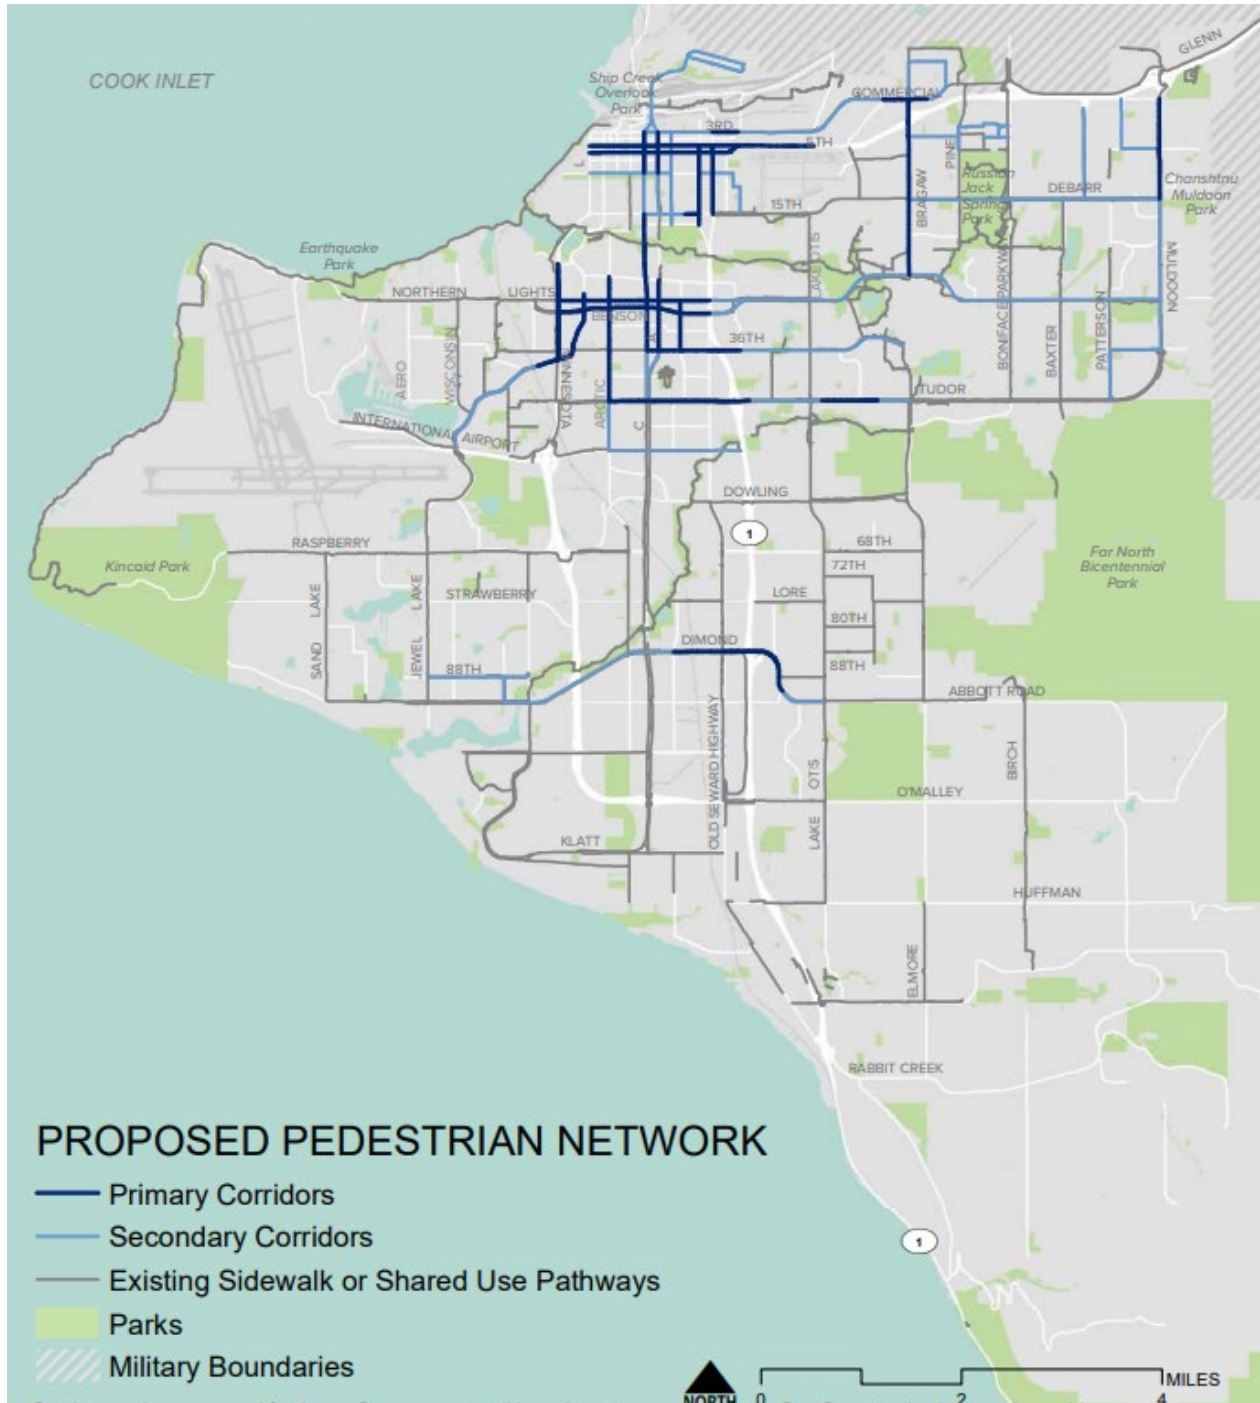 COOK INLET
GLENN
Ship Creek
Overlook
Park
COMMERCIAL
3RD
5TH
L
PINE
Russian
Jack
Springs
Park
DEBARR
Chanshtnu
Muldoon
Park
BRAGAW
15TH
Earthquake
Park
LAKE OTIS
BONIFACE PARKWAY
MULDOON
NORTHERN
LIGHTS
BENSON
PATTERSON
BAXTER
A
36TH
WISCONSIN
AERO
MINNESOTA
ARCTIC
TUDOR
INTERNATIONAL AIRPORT
C
DOWLING
1
68TH
RASPBERRY
72TH
Far North
Bicentennial
Park
Kincaid Park
SAND LAKE
JEWEL LAKE
STRAWBERRY
LORE
80TH
DIMOND
88TH
88TH
ABBOTT ROAD
OLD SEWARD HIGHWAY
BIRCH
LAKE OTIS
O'MALLEY
KLATT
HUFFMAN
ELMORE
RABBIT CREEK
PROPOSED PEDESTRIAN NETWORK
Primary Corridors
Secondary Corridors
1
Existing Sidewalk or Shared Use Pathways
Parks
Military Boundaries
MILES
NORTH
0 2 4